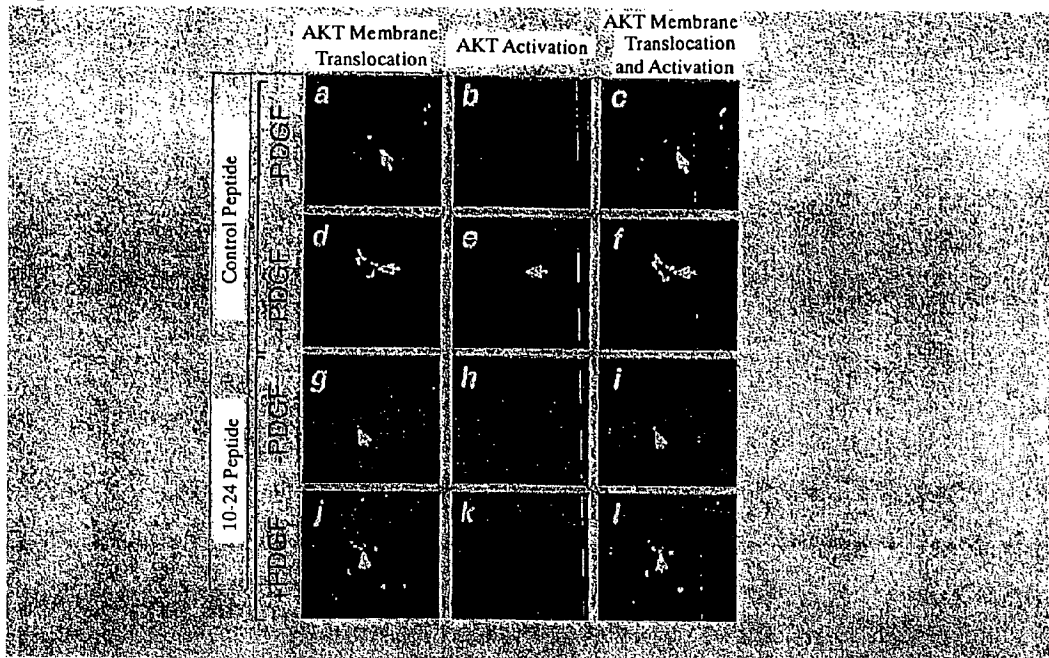 AKT Membrane
Translocation
AKT Activation
AKT Membrane
Translocation
and Activation
Control Peptide
PDGF
a
b
c
PDGF
d
e
f
10-24 Peptide
PDGF
g
h
i
PDGF
j
k
l